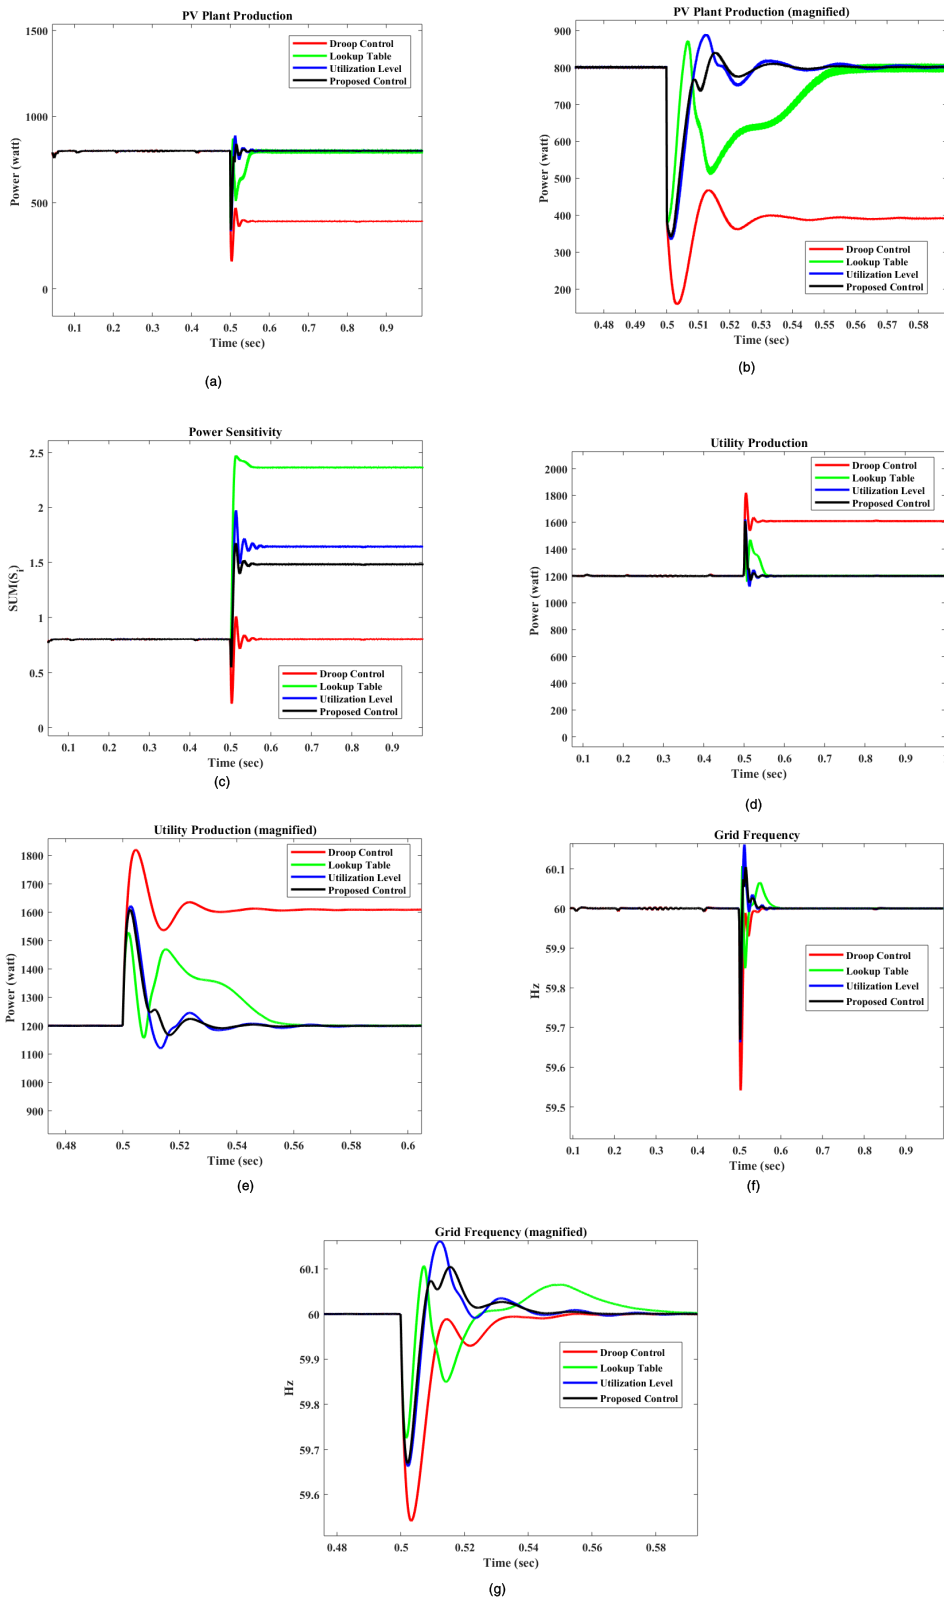 PV Plant Production
1500
1000
500
0
Power (watt)
Droop Control
Lookup Table
Utilization Level
Proposed Control
0.1 0.2 0.3 0.4 0.5 0.6 0.7 0.8 0.9
Time (sec)
(a)
PV Plant Production (magnified)
900
800
700
600
500
400
300
200
Power (watt)
Droop Control
Lookup Table
Utilization Level
Proposed Control
0.48 0.49 0.5 0.51 0.52 0.53 0.54 0.55 0.56 0.57 0.58
Time (sec)
(b)
Power Sensitivity
2.5
2
1.5
1
0.5
0
SUM(Si)
Droop Control
Lookup Table
Utilization Level
Proposed Control
0.1 0.2 0.3 0.4 0.5 0.6 0.7 0.8 0.9
Time (sec)
(c)
Utility Production
2000
1800
1600
1400
1200
1000
800
600
400
200
0
Power (watt)
Droop Control
Lookup Table
Utilization Level
Proposed Control
0.1 0.2 0.3 0.4 0.5 0.6 0.7 0.8 0.9
Time (sec)
(d)
Utility Production (magnified)
1800
1700
1600
1500
1400
1300
1200
1100
1000
900
Power (watt)
Droop Control
Lookup Table
Utilization Level
Proposed Control
0.48 0.5 0.52 0.54 0.56 0.58 0.6
Time (sec)
(e)
Grid Frequency
60.1
60
59.9
59.8
59.7
59.6
59.5
Hz
Droop Control
Lookup Table
Utilization Level
Proposed Control
0.1 0.2 0.3 0.4 0.5 0.6 0.7 0.8 0.9
Time (sec)
(f)
Grid Frequency (magnified)
60.1
60
59.9
59.8
59.7
59.6
Hz
Droop Control
Lookup Table
Utilization Level
Proposed Control
0.48 0.5 0.52 0.54 0.56 0.58
Time (sec)
(g)